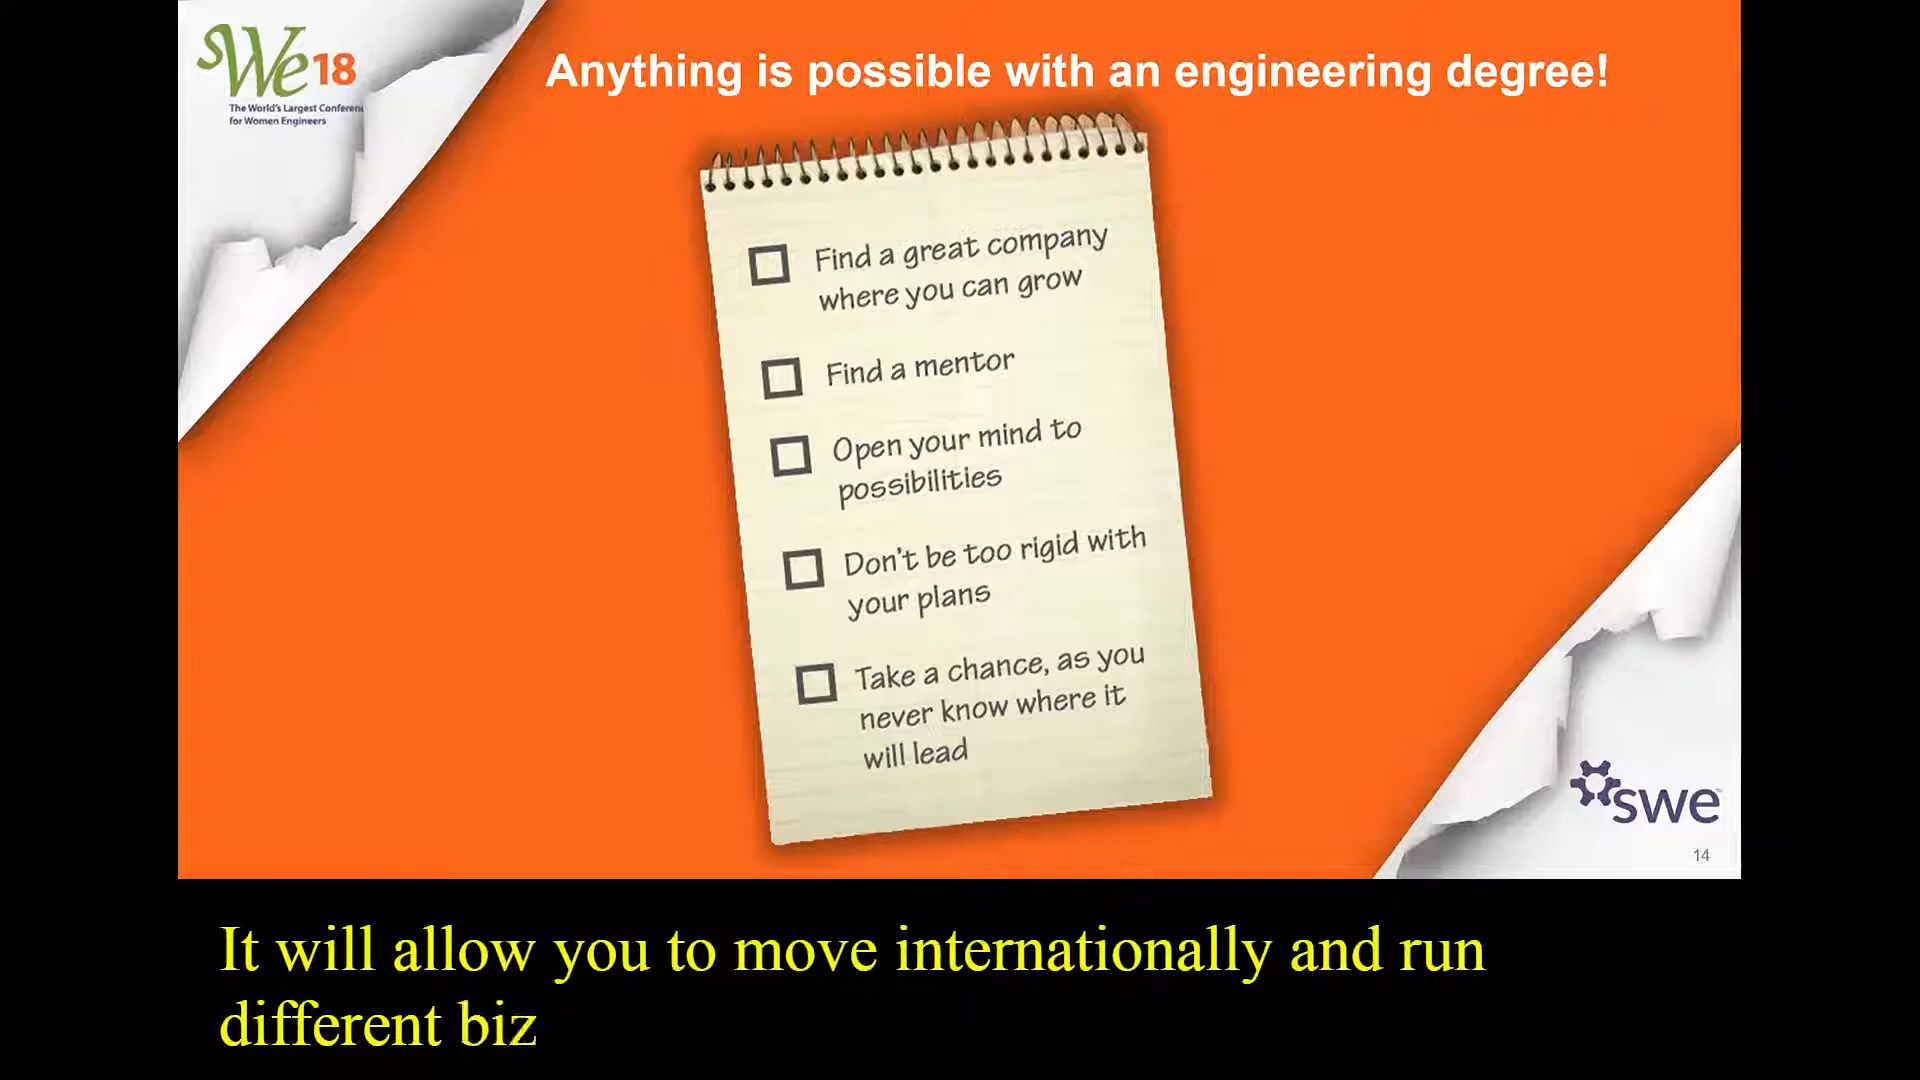 sWe18
The World's Largest Conferen
for Women Engineers
Anything is possible with an engineering degree!
Find a great company
where you can grow
Find a mentor
Open your mind to
possibilities
Don't be too rigid with
your plans
Take a chance, as you
never know where it
will lead
swe
14
It will allow you to move internationally and run
different biz